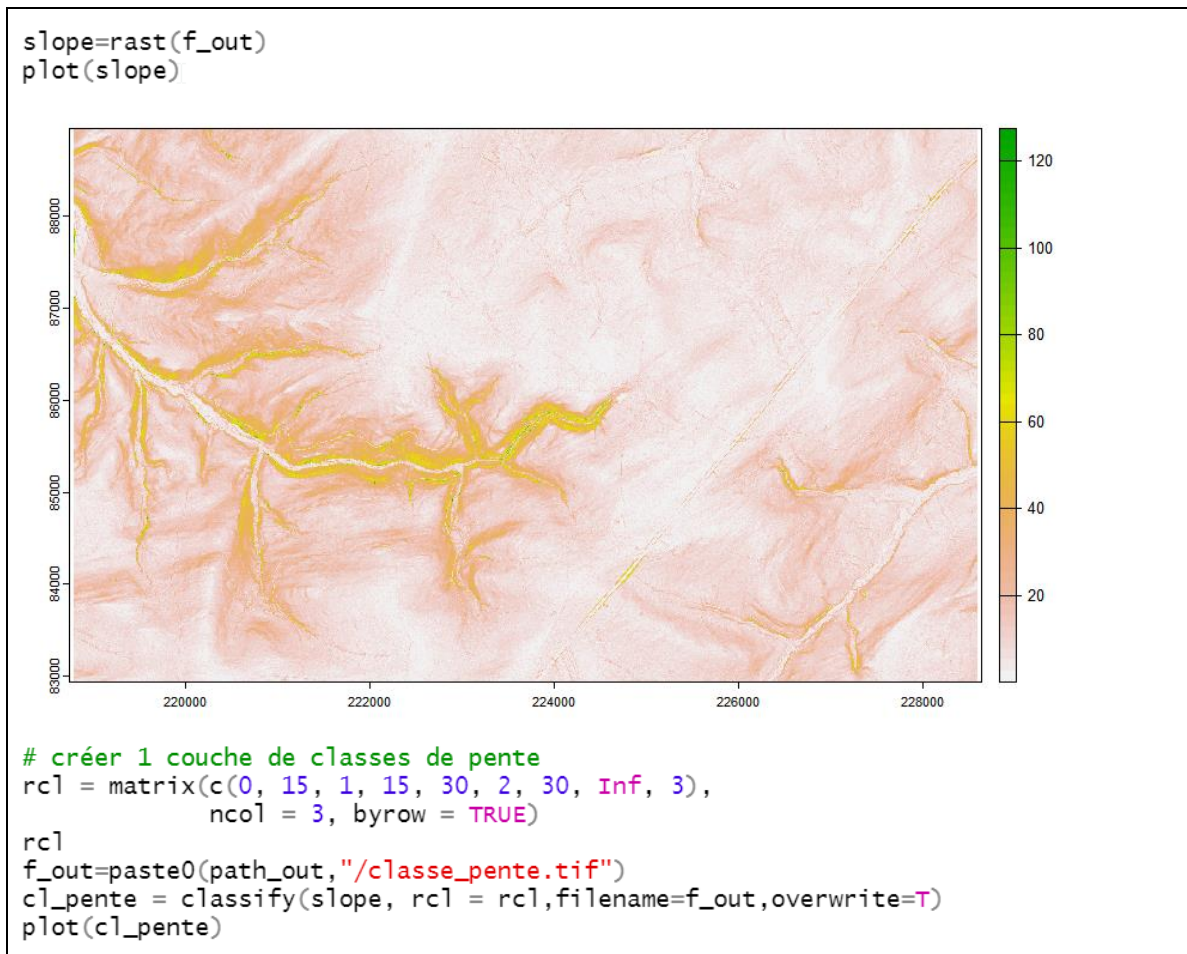 slope=rast(f_out)
plot(slope)
88000
87000
86000
85000
84000
83000
220000 222000 224000 226000 228000
120
100
80
60
40
20
# créer 1 couche de classes de pente
rcl = matrix(c(0, 15, 1, 15, 30, 2, 30, Inf, 3),
ncol = 3, byrow = TRUE)
rcl
f_out=paste0(path_out,"/classe_pente.tif")
cl_pente = classify(slope, rcl = rcl,filename=f_out,overwrite=T)
plot(cl_pente)